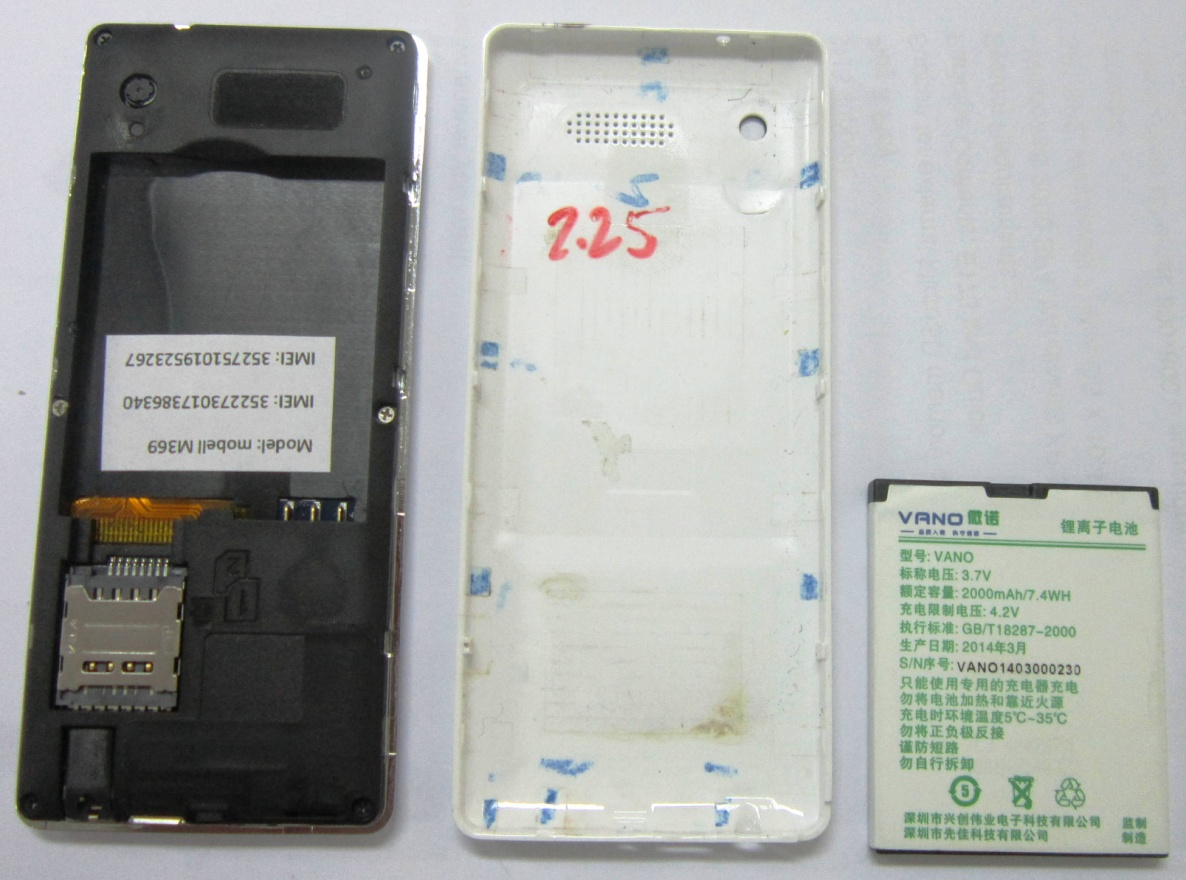 Model: mobell M369
IMEI: 352273017386340
IMEI: 352751019523267
2.25
VANO
锂离子电池
型号: VANO
标称电压: 3.7V
额定容量: 2000mAh/7.4WH
充电限制电压: 4.2V
执行标准: GB/T18287-2000
生产日期: 2014年3月
S/N序号: VANO1403000230
只能使用专用的充电器充电
勿将电池加热和靠近火源
充电时环境温度5℃~35℃
勿将正负极反接
谨防短路
勿自行拆卸
5
深圳市兴创伟业电子科技有限公司 监制
深圳市先佳科技有限公司 制造